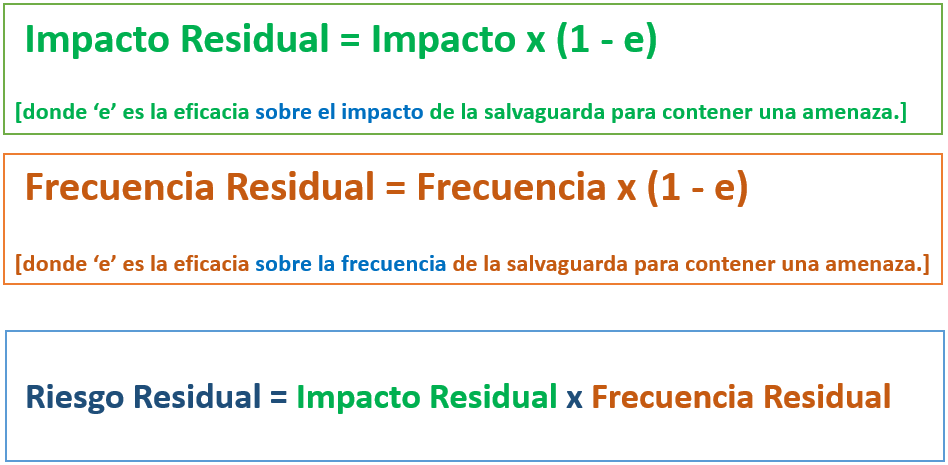 Impacto Residual = Impacto x (1 - e)
[donde ‘e’ es la eficacia sobre el impacto de la salvaguarda para contener una amenaza.]
Frecuencia Residual = Frecuencia x (1 - e)
[donde ‘e’ es la eficacia sobre la frecuencia de la salvaguarda para contener una amenaza.]
Riesgo Residual = Impacto Residual x Frecuencia Residual